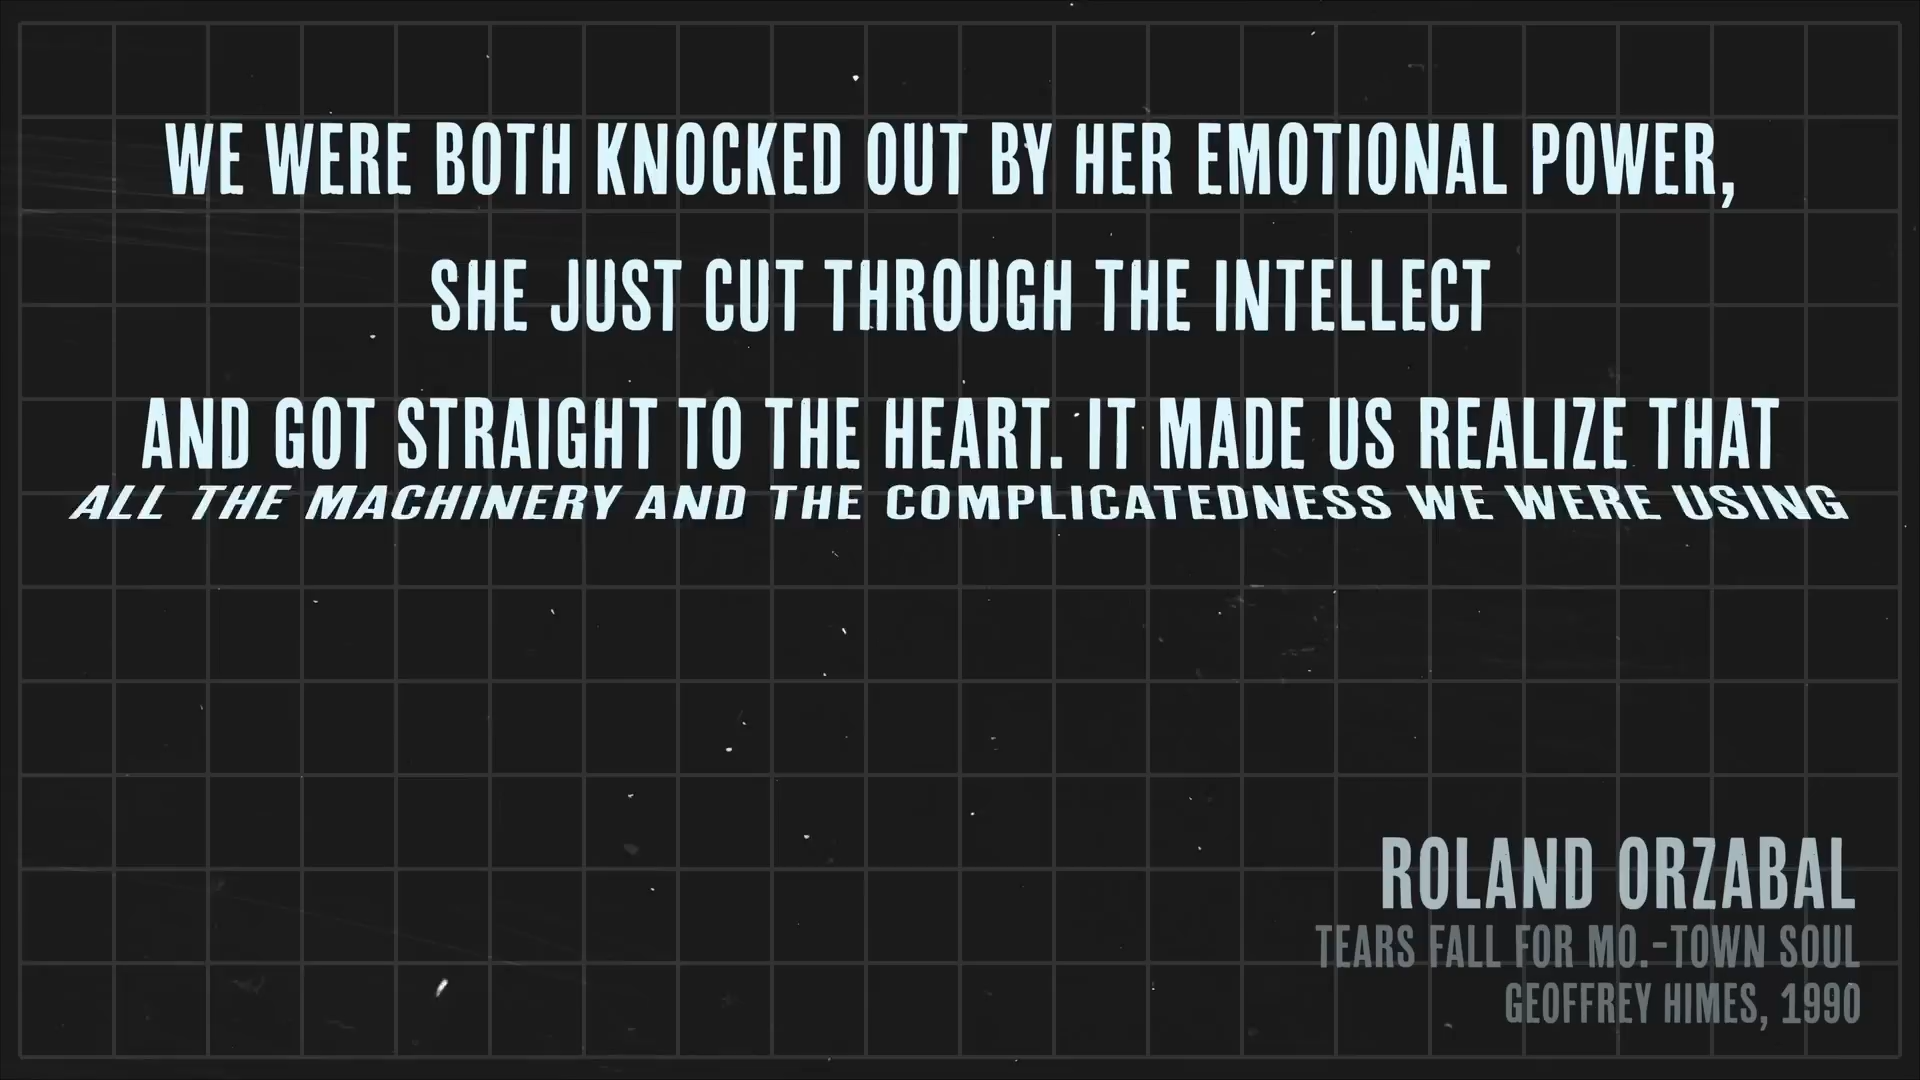 WE WERE BOTH KNOCKED OUT BY HER EMOTIONAL POWER,
SHE JUST CUT THROUGH THE INTELLECT
AND GOT STRAIGHT TO THE HEART. IT MADE US REALIZE THAT
ALL THE MACHINERY AND THE COMPLICATEDNESS WE WERE USING
ROLAND ORZABAL
TEARS FALL FOR MO.-TOWN SOUL
GEOFFREY HIMES, 1990